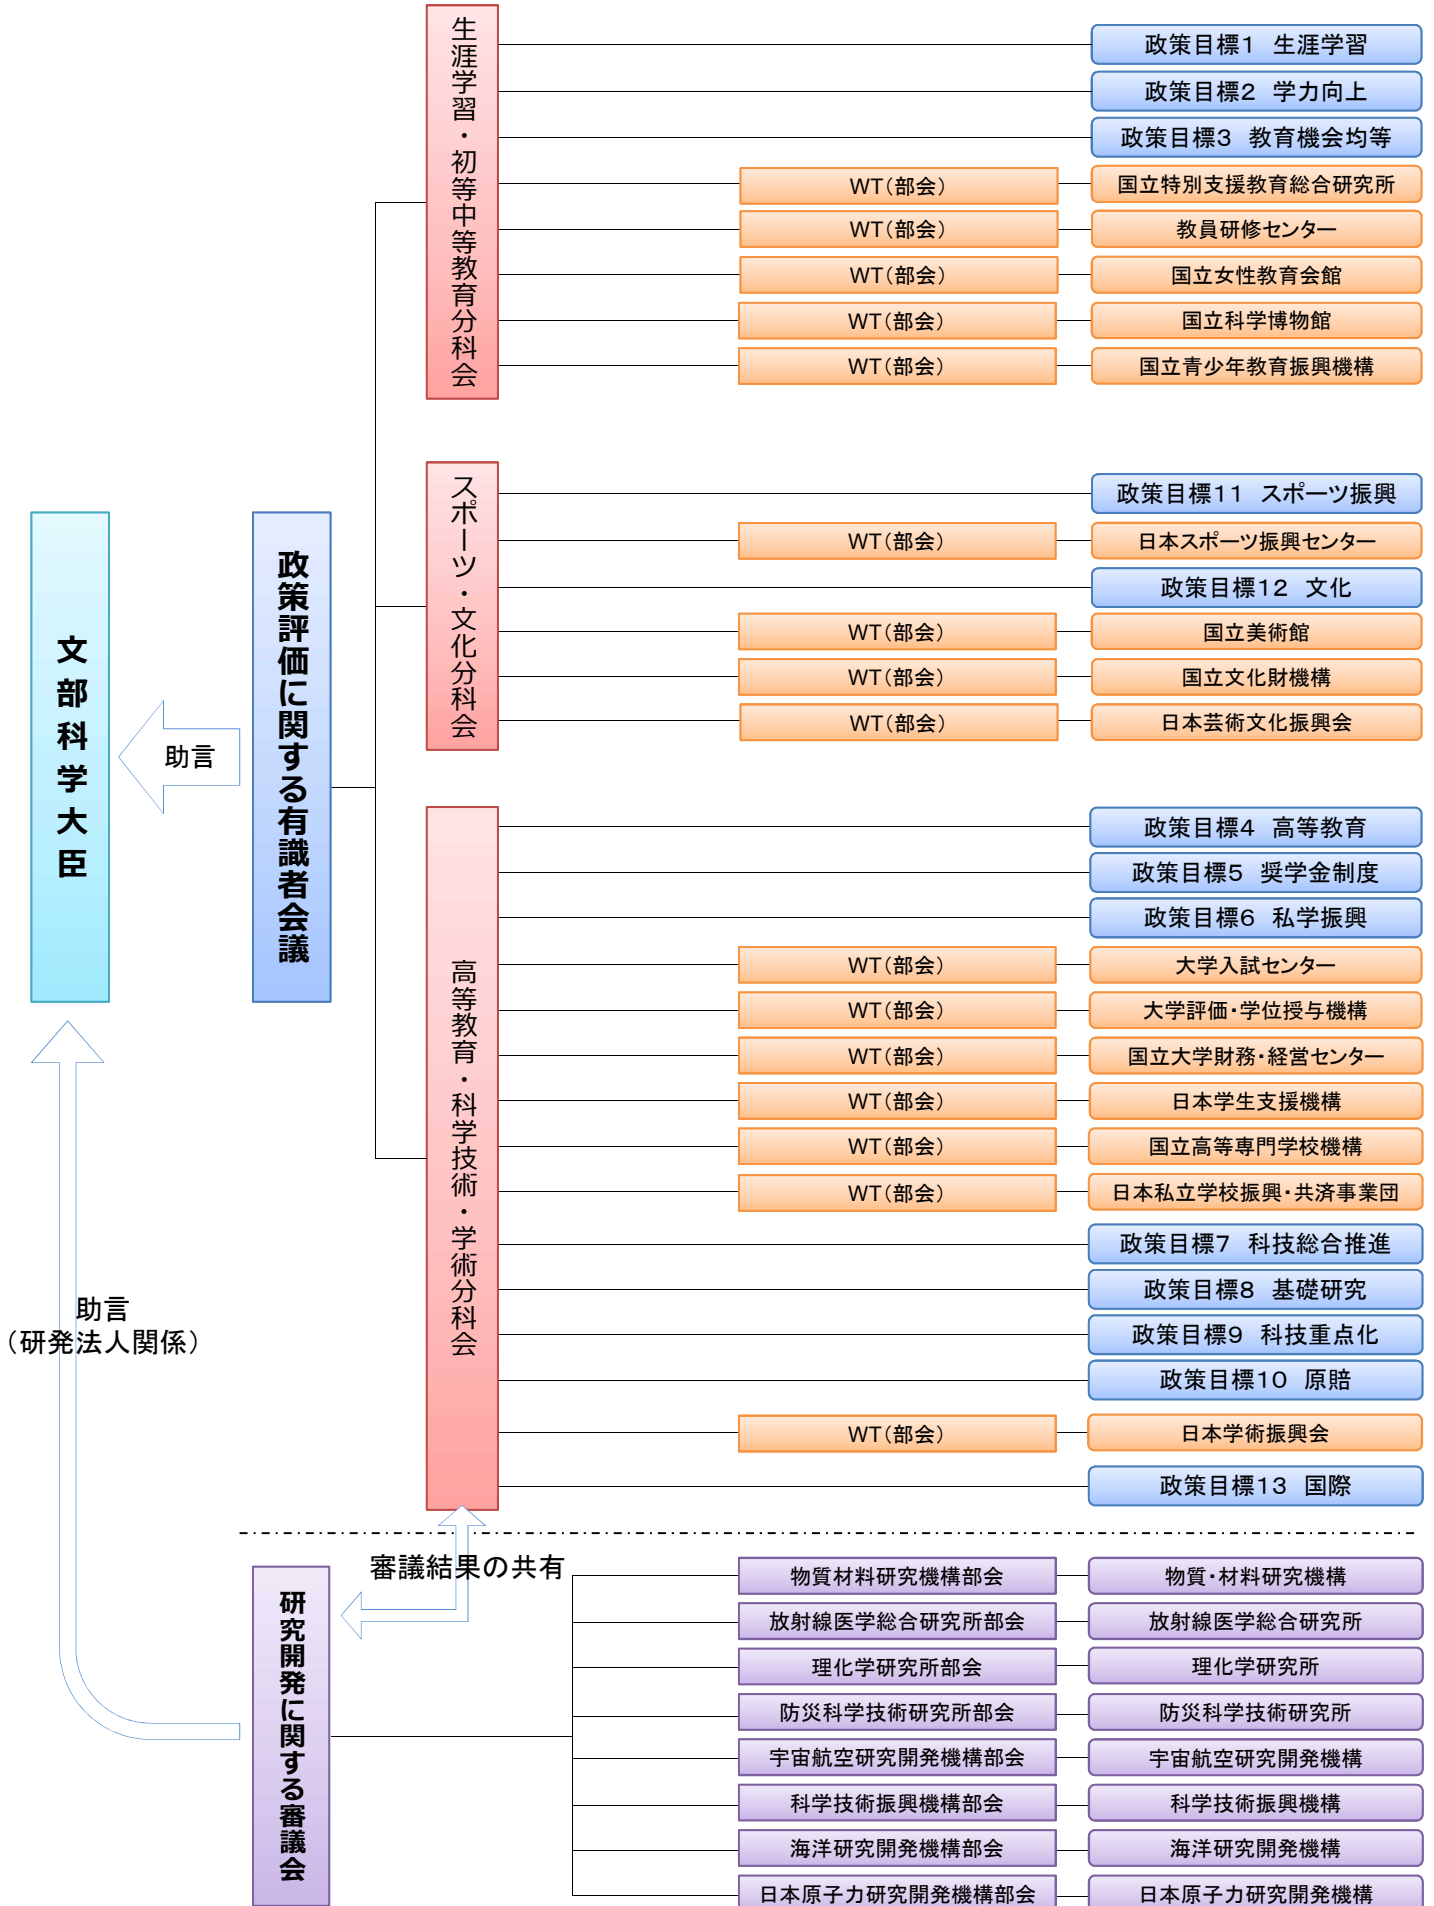 文部科学大臣
助言
政策評価に関する有識者会議
生涯学習・初等中等教育分科会
政策目標1　生涯学習
政策目標2　学力向上
政策目標3　教育機会均等
WT（部会）
国立特別支援教育総合研究所
WT（部会）
教員研修センター
WT（部会）
国立女性教育会館
WT（部会）
国立科学博物館
WT（部会）
国立青少年教育振興機構
スポーツ・文化分科会
政策目標11　スポーツ振興
WT（部会）
日本スポーツ振興センター
政策目標12　文化
WT（部会）
国立美術館
WT（部会）
国立文化財機構
WT（部会）
日本芸術文化振興会
高等教育・科学技術・学術分科会
政策目標4　高等教育
政策目標5　奨学金制度
政策目標6　私学振興
WT（部会）
大学入試センター
WT（部会）
大学評価・学位授与機構
WT（部会）
国立大学財務・経営センター
WT（部会）
日本学生支援機構
WT（部会）
国立高等専門学校機構
WT（部会）
日本私立学校振興・共済事業団
政策目標7　科技総合推進
政策目標8　基礎研究
政策目標9　科技重点化
政策目標10　原賠
WT（部会）
日本学術振興会
政策目標13　国際
助言
（研発法人関係）
審議結果の共有
研究開発に関する審議会
物質材料研究機構部会
物質・材料研究機構
放射線医学総合研究所部会
放射線医学総合研究所
理化学研究所部会
理化学研究所
防災科学技術研究所部会
防災科学技術研究所
宇宙航空研究開発機構部会
宇宙航空研究開発機構
科学技術振興機構部会
科学技術振興機構
海洋研究開発機構部会
海洋研究開発機構
日本原子力研究開発機構部会
日本原子力研究開発機構